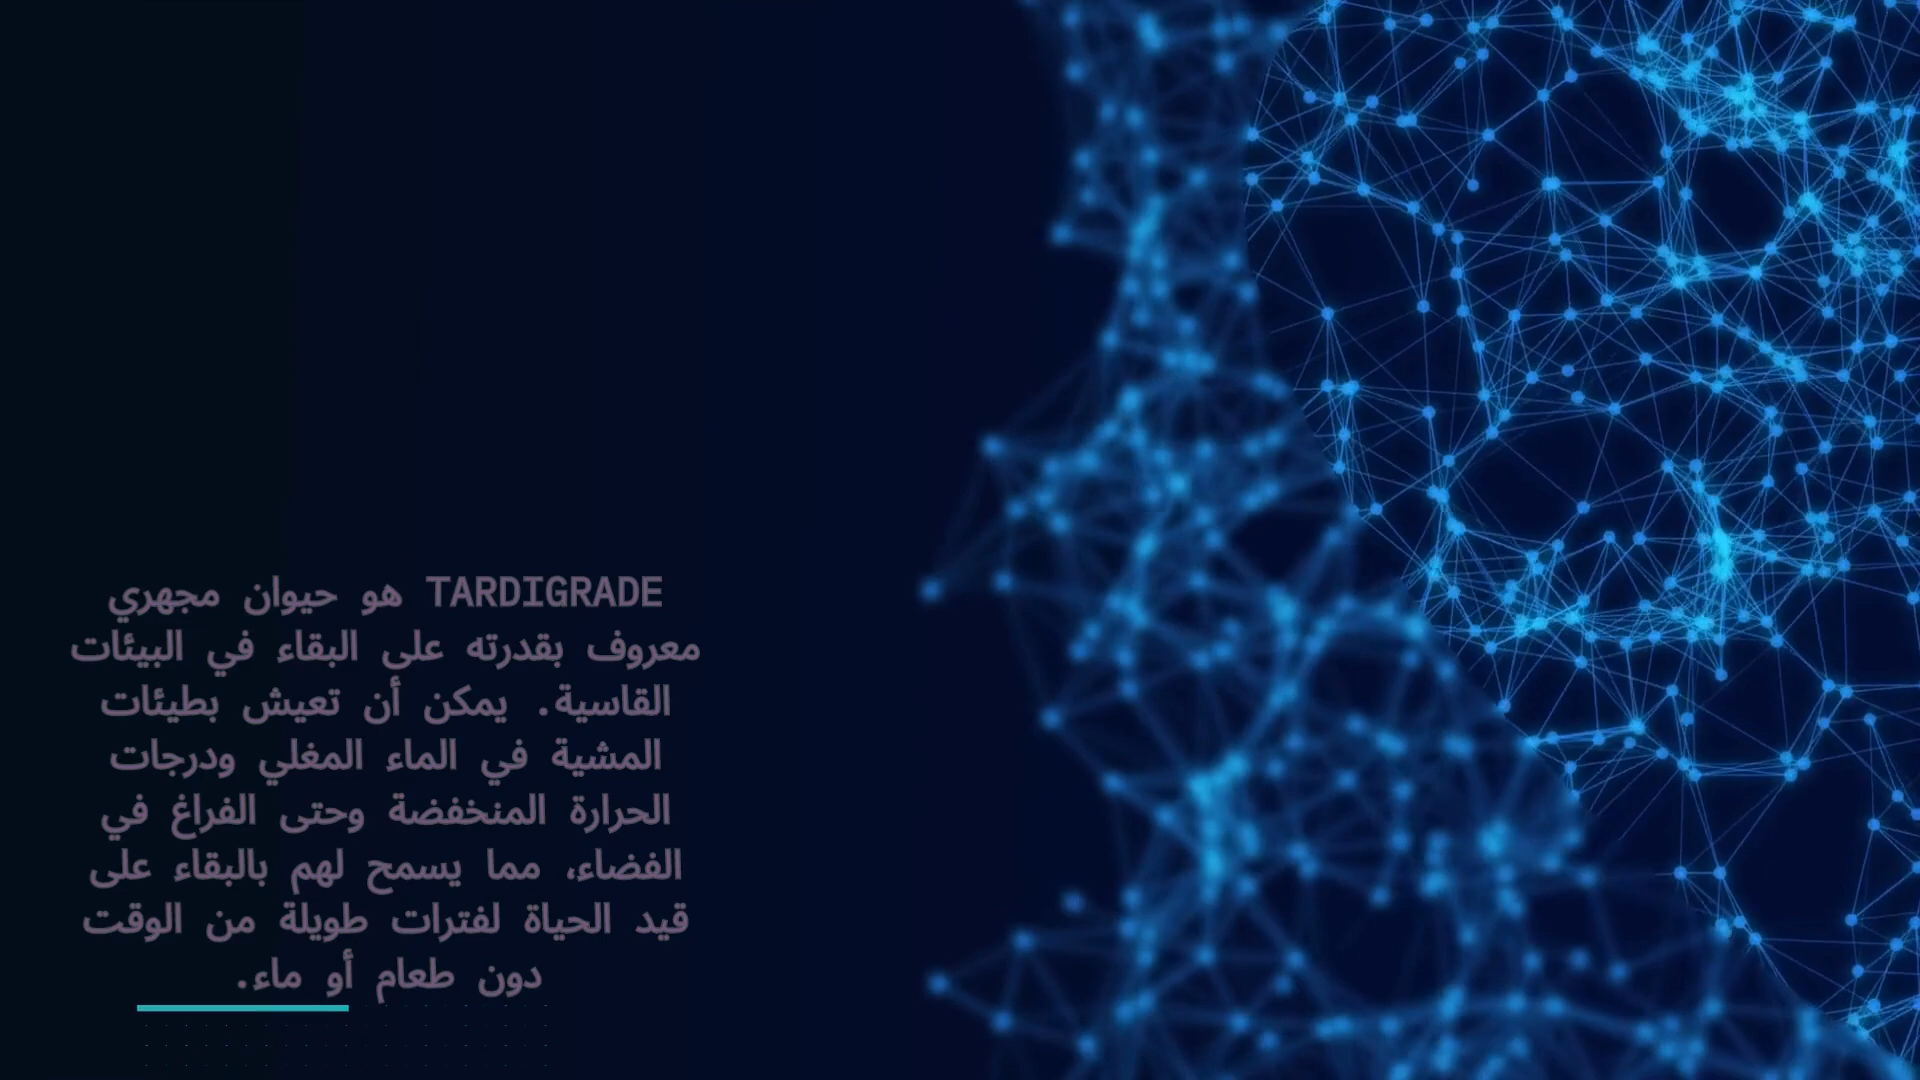 TARDIGRADE هو حيوان مجهري
معروف بقدرته على البقاء في البيئات
القاسية. يمكن أن تعيش بطيئات
المشية في الماء المغلي ودرجات
الحرارة المنخفضة وحتى الفراغ في
الفضاء، مما يسمح لهم بالبقاء على
قيد الحياة لفترات طويلة من الوقت
دون طعام أو ماء.